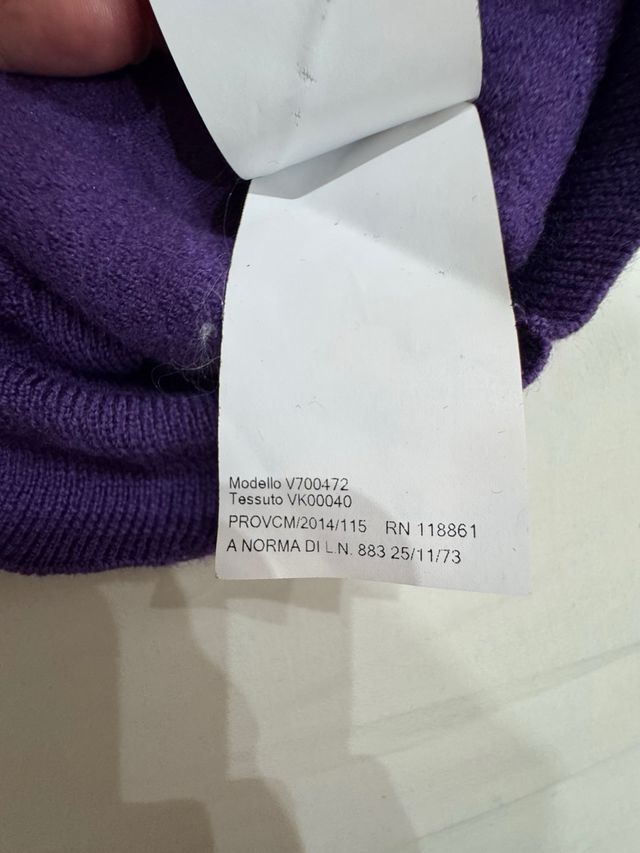 Modello V700472
Tessuto VK00040
PROVCM/2014/115 RN 118861
A NORMA DI L.N. 883 25/11/73